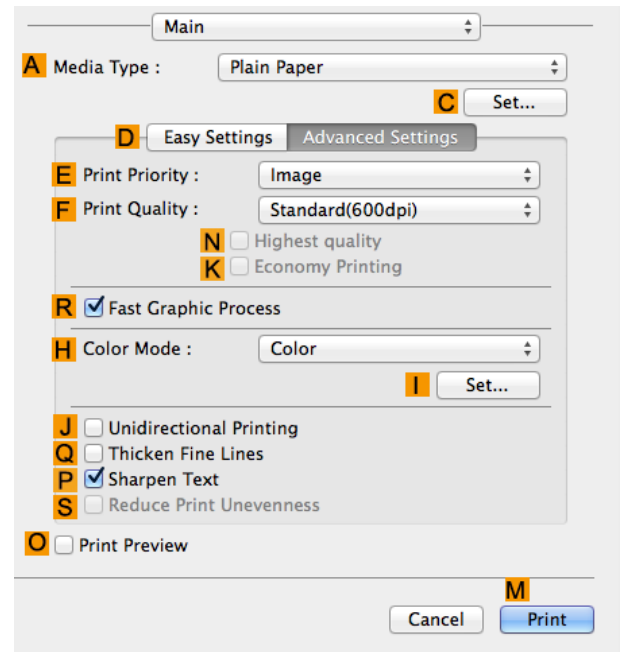 Main
A Media Type : Plain Paper
C Set...
D Easy Settings Advanced Settings
E Print Priority : Image
F Print Quality : Standard(600dpi)
N Highest quality
K Economy Printing
R Fast Graphic Process
H Color Mode : Color
I Set...
J Unidirectional Printing
Q Thicken Fine Lines
P Sharpen Text
S Reduce Print Unevenness
O Print Preview
M
Cancel Print